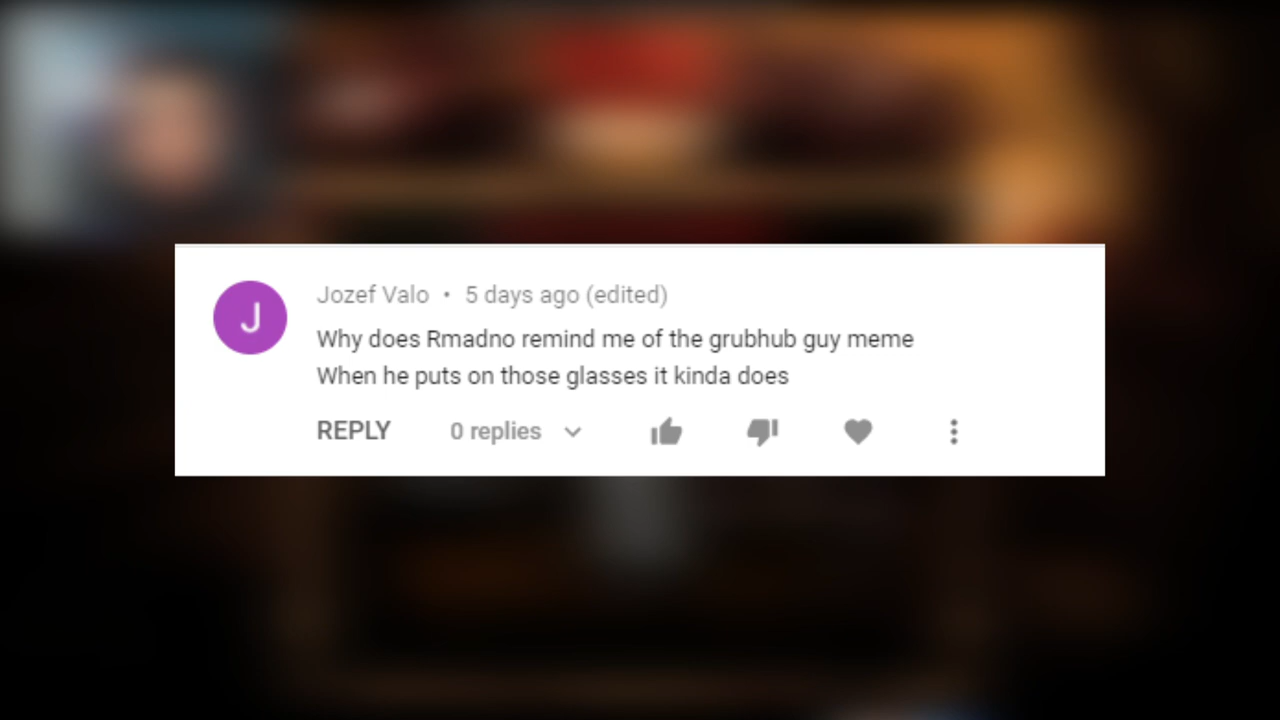 J
Jozef Valo • 5 days ago (edited)
Why does Rmadno remind me of the grubhub guy meme
When he puts on those glasses it kinda does
REPLY 0 replies